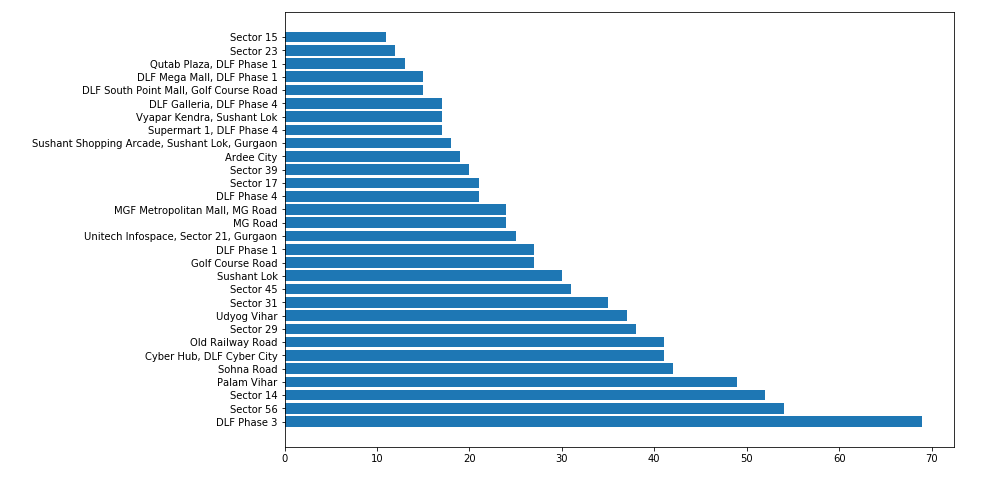 Sector 15
Sector 23
Qutab Plaza, DLF Phase 1
DLF Mega Mall, DLF Phase 1
DLF South Point Mall, Golf Course Road
DLF Galleria, DLF Phase 4
Vyapar Kendra, Sushant Lok
Supermart 1, DLF Phase 4
Sushant Shopping Arcade, Sushant Lok, Gurgaon
Ardee City
Sector 39
Sector 17
DLF Phase 4
MGF Metropolitan Mall, MG Road
MG Road
Unitech Infospace, Sector 21, Gurgaon
DLF Phase 1
Golf Course Road
Sushant Lok
Sector 45
Sector 31
Udyog Vihar
Sector 29
Old Railway Road
Cyber Hub, DLF Cyber City
Sohna Road
Palam Vihar
Sector 14
Sector 56
DLF Phase 3
0 10 20 30 40 50 60 70